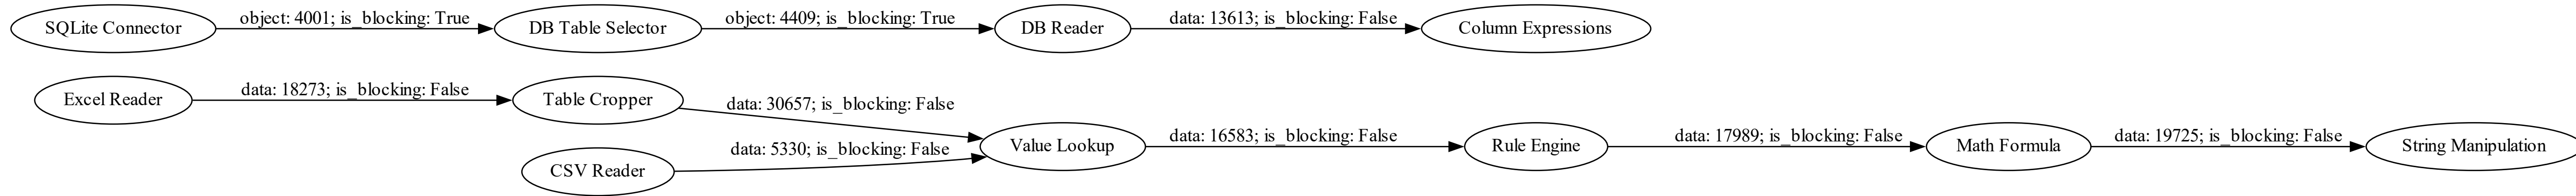 SQLite Connector
object: 4001; is_blocking: True
DB Table Selector
object: 4409; is_blocking: True
DB Reader
data: 13613; is_blocking: False
Column Expressions
Excel Reader
data: 18273; is_blocking: False
Table Cropper
data: 30657; is_blocking: False
CSV Reader
data: 5330; is_blocking: False
Value Lookup
data: 16583; is_blocking: False
Rule Engine
data: 17989; is_blocking: False
Math Formula
data: 19725; is_blocking: False
String Manipulation